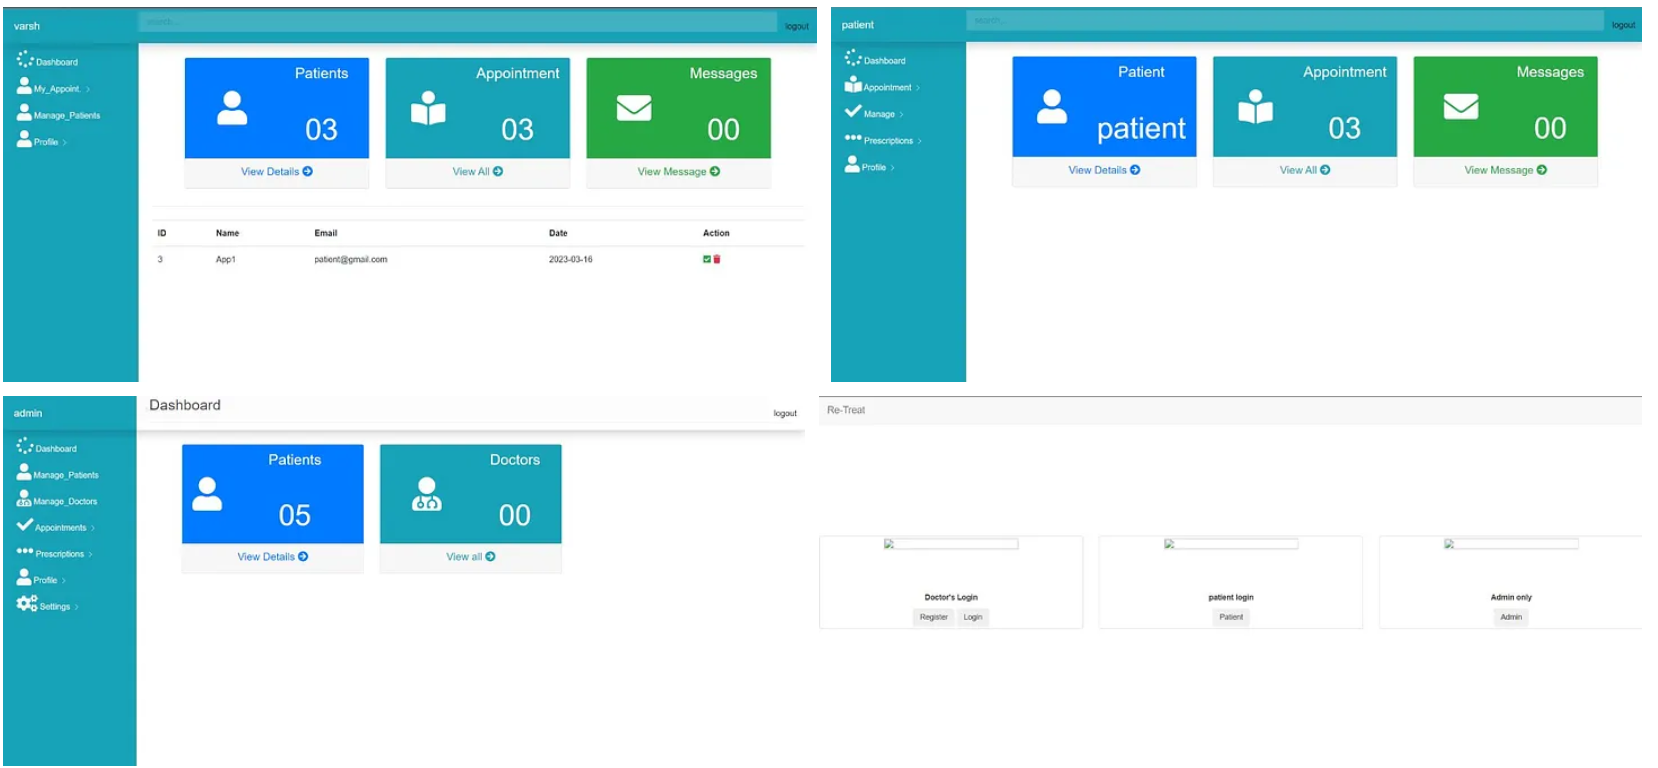 varsh
search...
logout
Dashboard
My_Appoint. >
Manage_Patients
Profile >
Patients
03
View Details
Appointment
03
View All
Messages
00
View Message
ID Name Email Date Action
3 App1 patient@gmail.com 2023-03-16
patient
search...
logout
Dashboard
Appointment >
Manage >
Prescriptions >
Profile >
Patient
patient
View Details
Appointment
03
View All
Messages
00
View Message
admin
Dashboard
logout
Dashboard
Manage_Patients
Manage_Doctors
Appointments >
Prescriptions >
Profile >
Settings >
Patients
05
View Details
Doctors
00
View all
Re-Treat
Doctor's Login
Register Login
patient login
Patient
Admin only
Admin